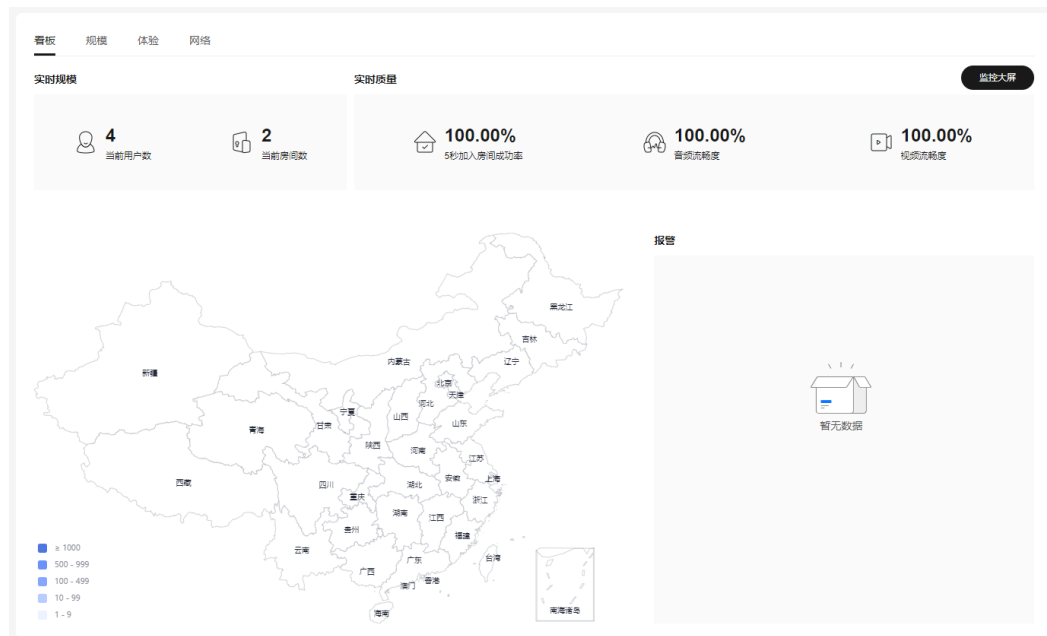 看板 规模 体验 网络
实时规模 实时质量 监控大屏
4 2 100.00% 100.00% 100.00%
当前用户数 当前房间数 5秒加入房间成功率 音频流畅度 视频流畅度
报警
黑龙江
吉林
内蒙古 辽宁
新疆
北京
天津
河北
宁夏
山西
甘肃 山东
青海
陕西 河南
江苏
西藏 四川 湖北 安徽 上海
重庆 浙江
湖南 江西
贵州
福建
云南 广东 台湾
广西
澳门 香港
海南 南海诸岛
暂无数据
≥ 1000
500 - 999
100 - 499
10 - 99
1 - 9